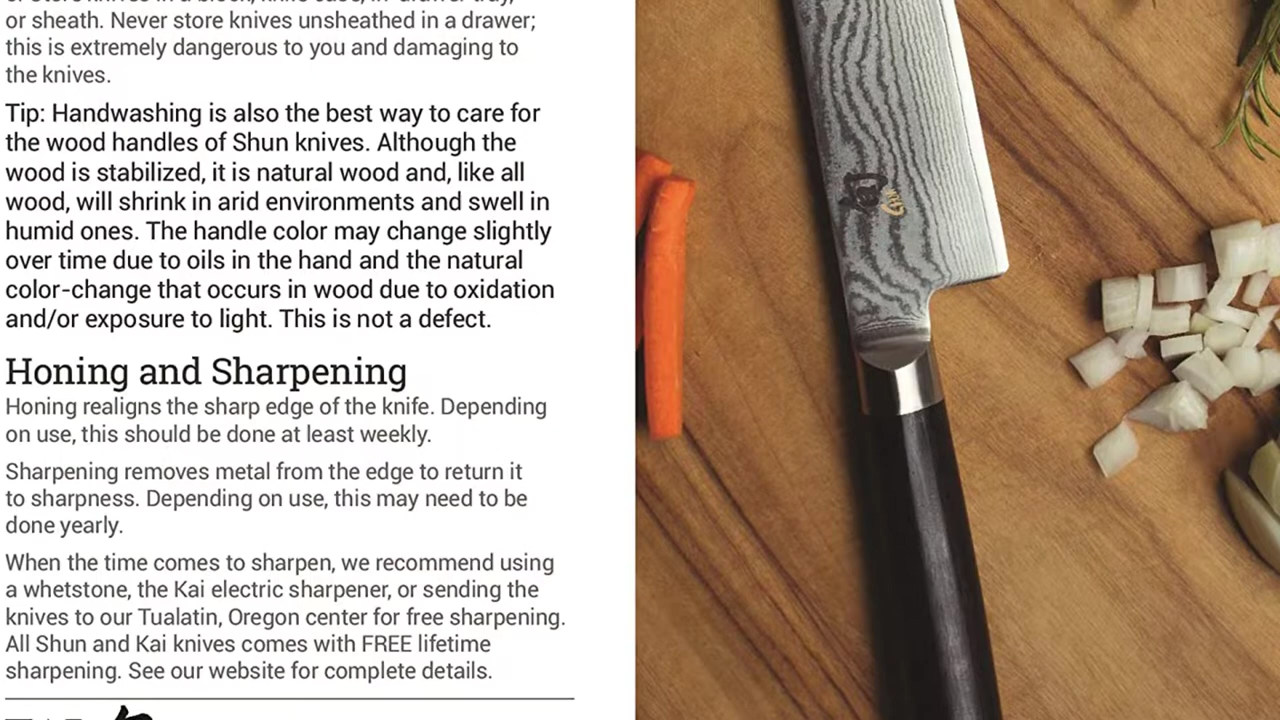 or sheath. Never store knives unsheathed in a drawer;
this is extremely dangerous to you and damaging to
the knives.
Tip: Handwashing is also the best way to care for
the wood handles of Shun knives. Although the
wood is stabilized, it is natural wood and, like all
wood, will shrink in arid environments and swell in
humid ones. The handle color may change slightly
over time due to oils in the hand and the natural
color-change that occurs in wood due to oxidation
and/or exposure to light. This is not a defect.
Honing and Sharpening
Honing realigns the sharp edge of the knife. Depending
on use, this should be done at least weekly.
Sharpening removes metal from the edge to return it
to sharpness. Depending on use, this may need to be
done yearly.
When the time comes to sharpen, we recommend using
a whetstone, the Kai electric sharpener, or sending the
knives to our Tualatin, Oregon center for free sharpening.
All Shun and Kai knives comes with FREE lifetime
sharpening. See our website for complete details.